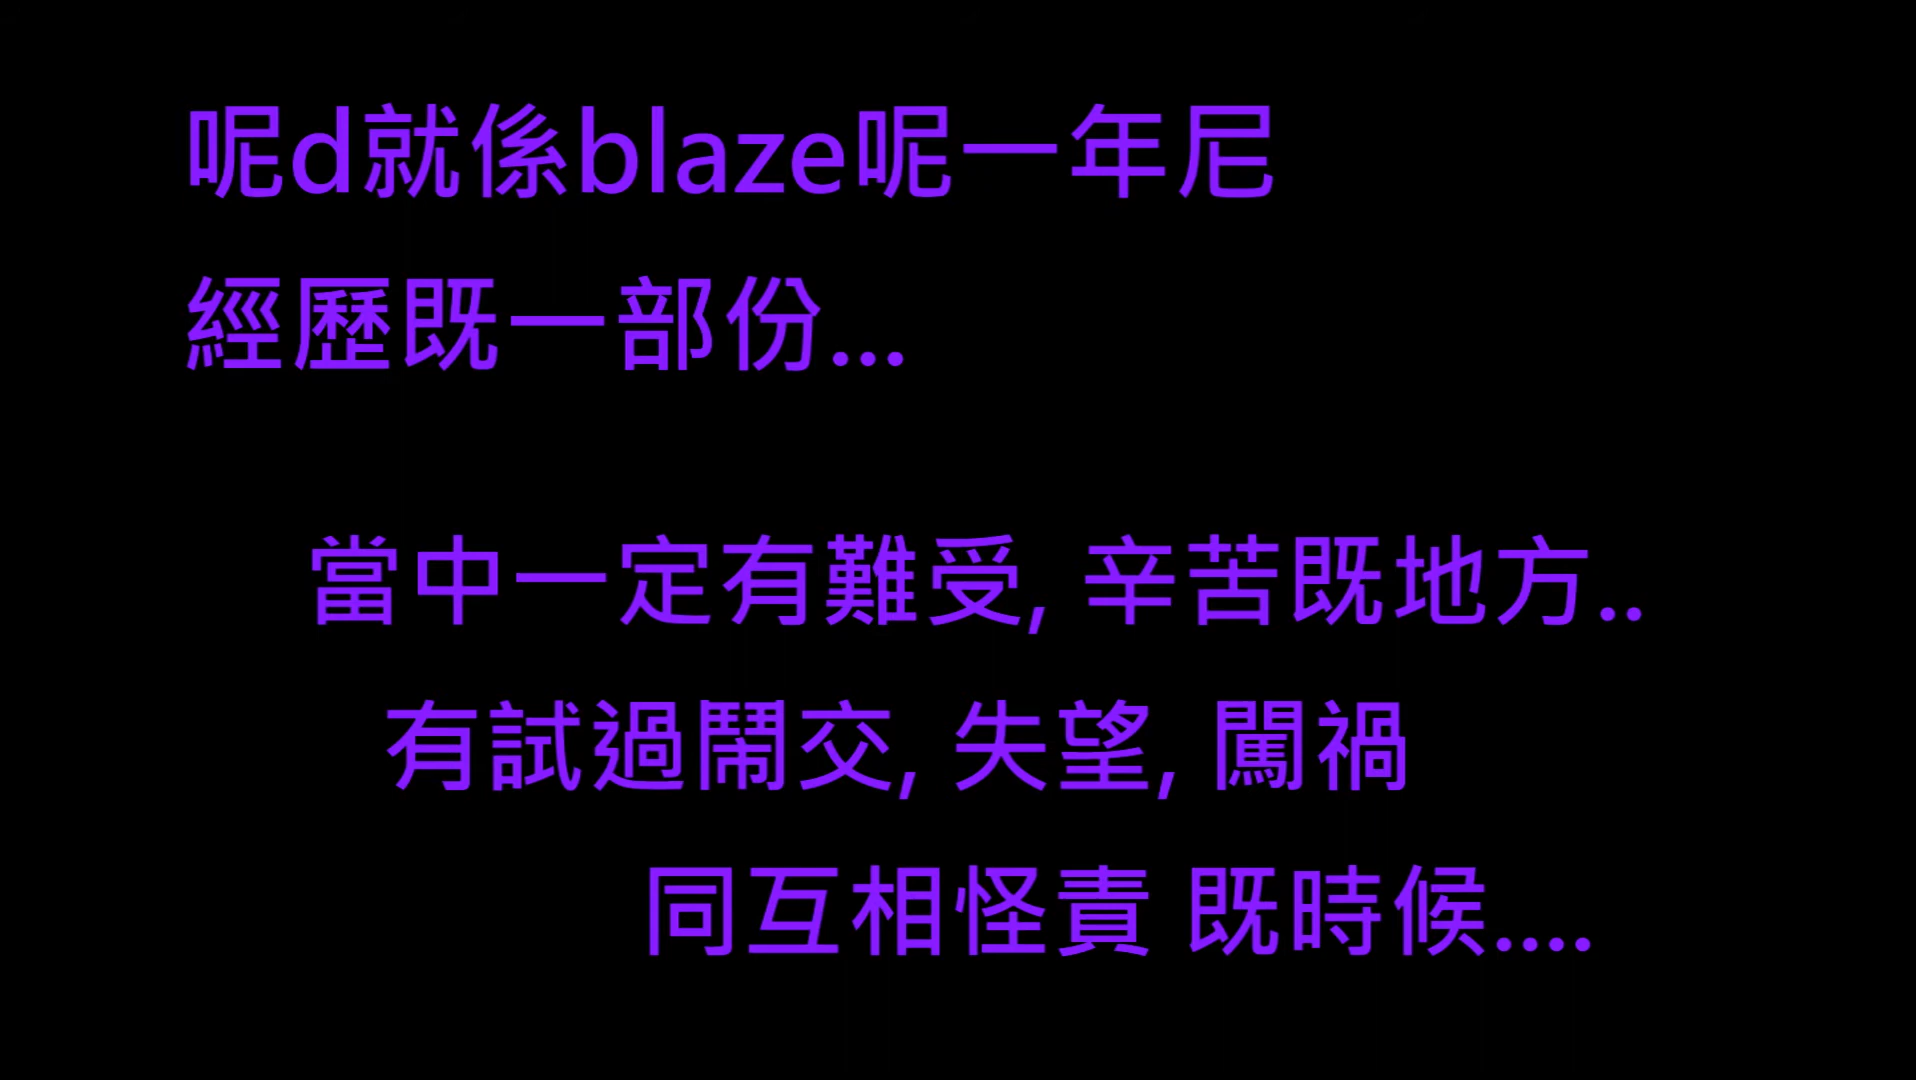 呢d就係blaze呢一年尼
經歷既一部份...
當中一定有難受, 辛苦既地方..
有試過鬧交, 失望, 闖禍
同互相怪責 既時候....